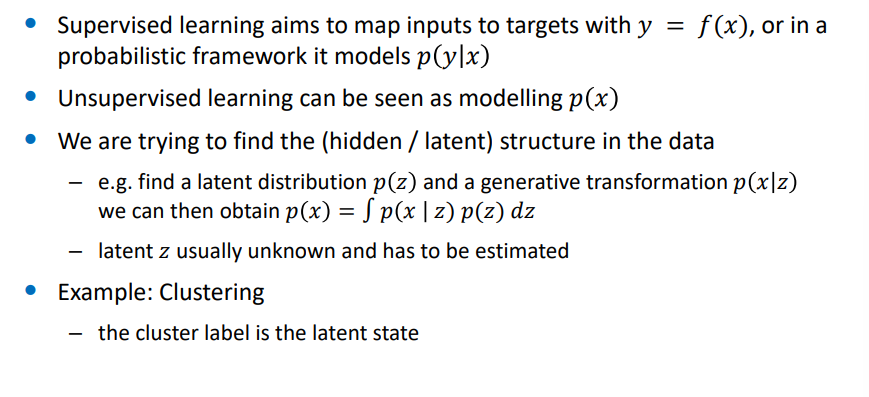 • Supervised learning aims to map inputs to targets with y = f(x), or in a
probabilistic framework it models p(y|x)
• Unsupervised learning can be seen as modelling p(x)
• We are trying to find the (hidden / latent) structure in the data
– e.g. find a latent distribution p(z) and a generative transformation p(x|z)
we can then obtain p(x) = ∫ p(x | z) p(z) dz
– latent z usually unknown and has to be estimated
• Example: Clustering
– the cluster label is the latent state